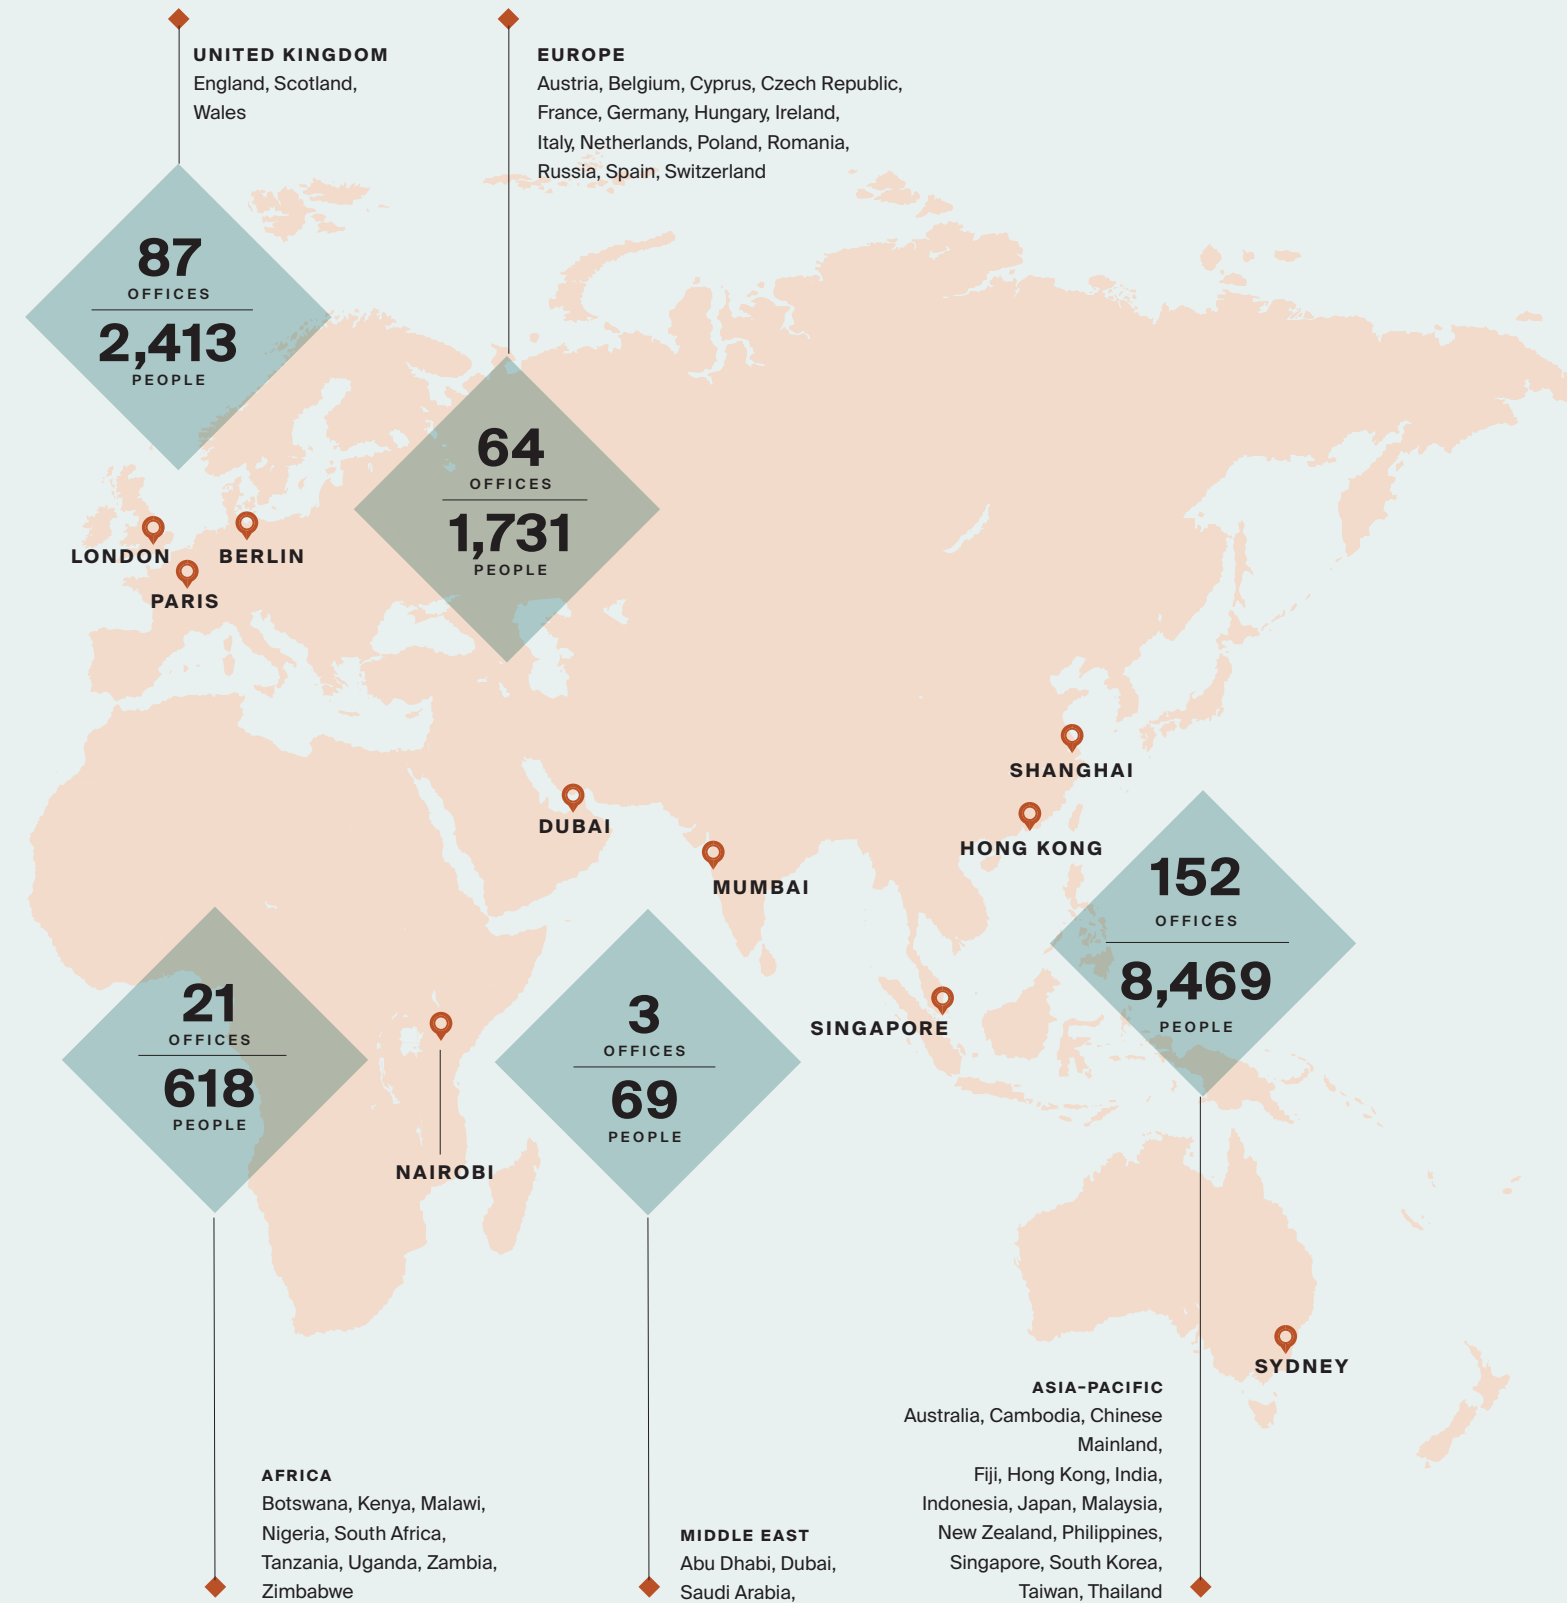 UNITED KINGDOM
England, Scotland,
Wales
EUROPE
Austria, Belgium, Cyprus, Czech Republic,
France, Germany, Hungary, Ireland,
Italy, Netherlands, Poland, Romania,
Russia, Spain, Switzerland
87
OFFICES
2,413
PEOPLE
64
OFFICES
1,731
PEOPLE
LONDON
BERLIN
PARIS
SHANGHAI
DUBAI
HONG KONG
MUMBAI
152
OFFICES
8,469
PEOPLE
21
OFFICES
618
PEOPLE
3
OFFICES
69
PEOPLE
SINGAPORE
NAIROBI
SYDNEY
AFRICA
Botswana, Kenya, Malawi,
Nigeria, South Africa,
Tanzania, Uganda, Zambia,
Zimbabwe
MIDDLE EAST
Abu Dhabi, Dubai,
Saudi Arabia,
ASIA–PACIFIC
Australia, Cambodia, Chinese
Mainland,
Fiji, Hong Kong, India,
Indonesia, Japan, Malaysia,
New Zealand, Philippines,
Singapore, South Korea,
Taiwan, Thailand